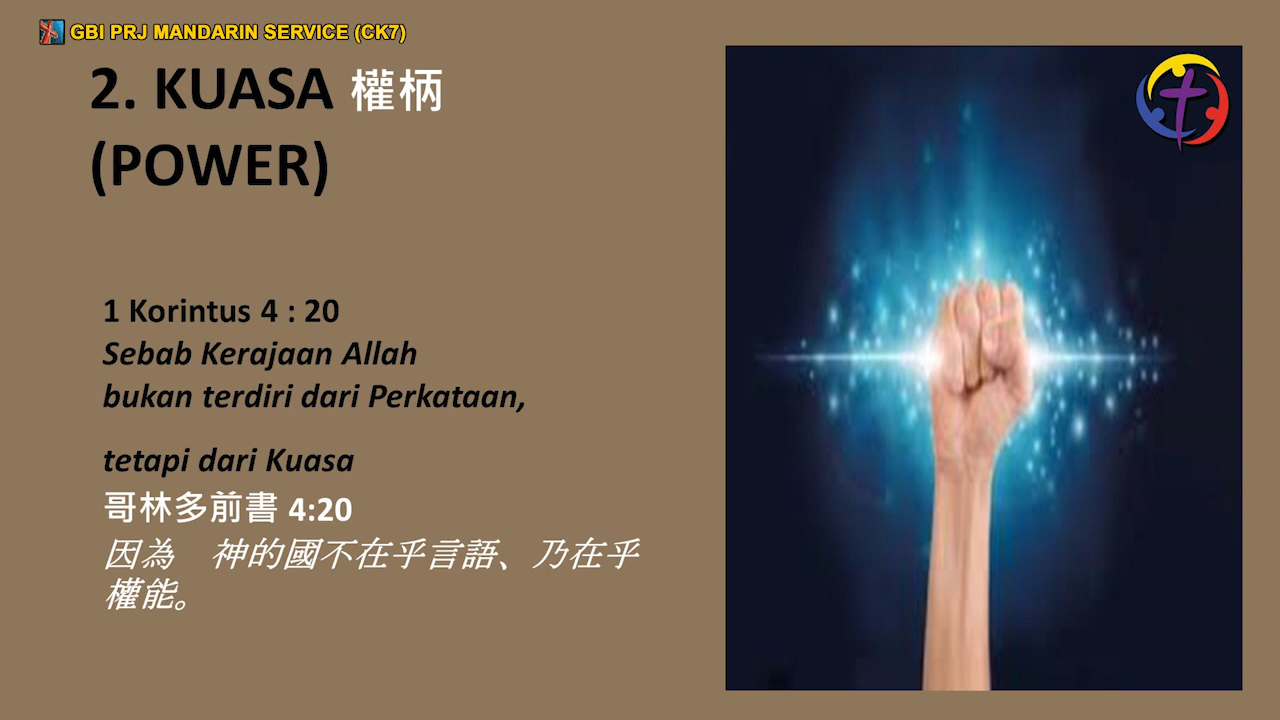 GBI PRJ MANDARIN SERVICE (CK7)
2. KUASA 權柄
(POWER)
1 Korintus 4 : 20
Sebab Kerajaan Allah
bukan terdiri dari Perkataan,
tetapi dari Kuasa
哥林多前書 4:20
因為　神的國不在乎言語、乃在乎
權能。